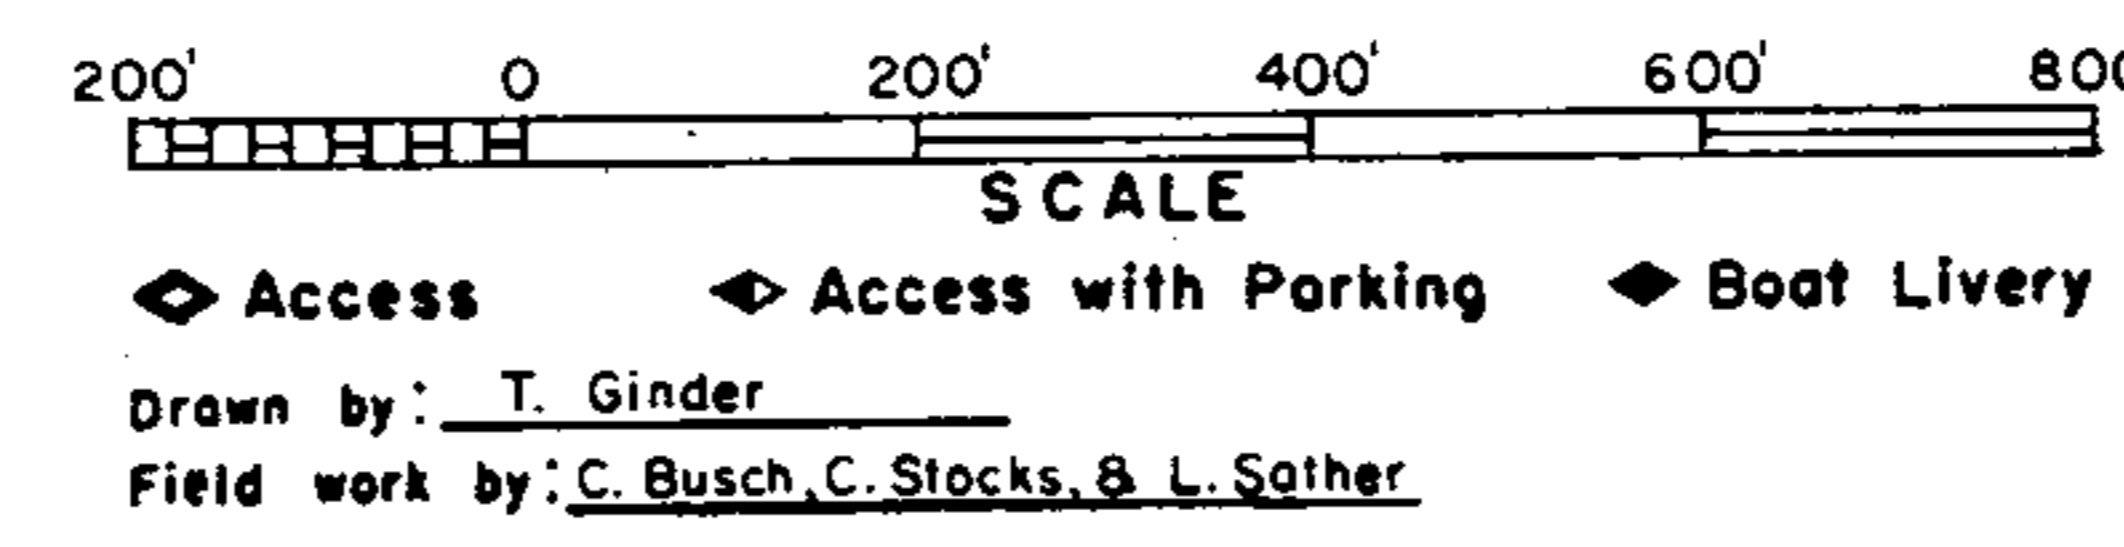 200' 0 200' 400' 600' 800
SCALE
Access Access with Parking Boat Livery
Drawn by: T. Ginder
Field work by: C. Busch, C. Stocks, & L. Sather